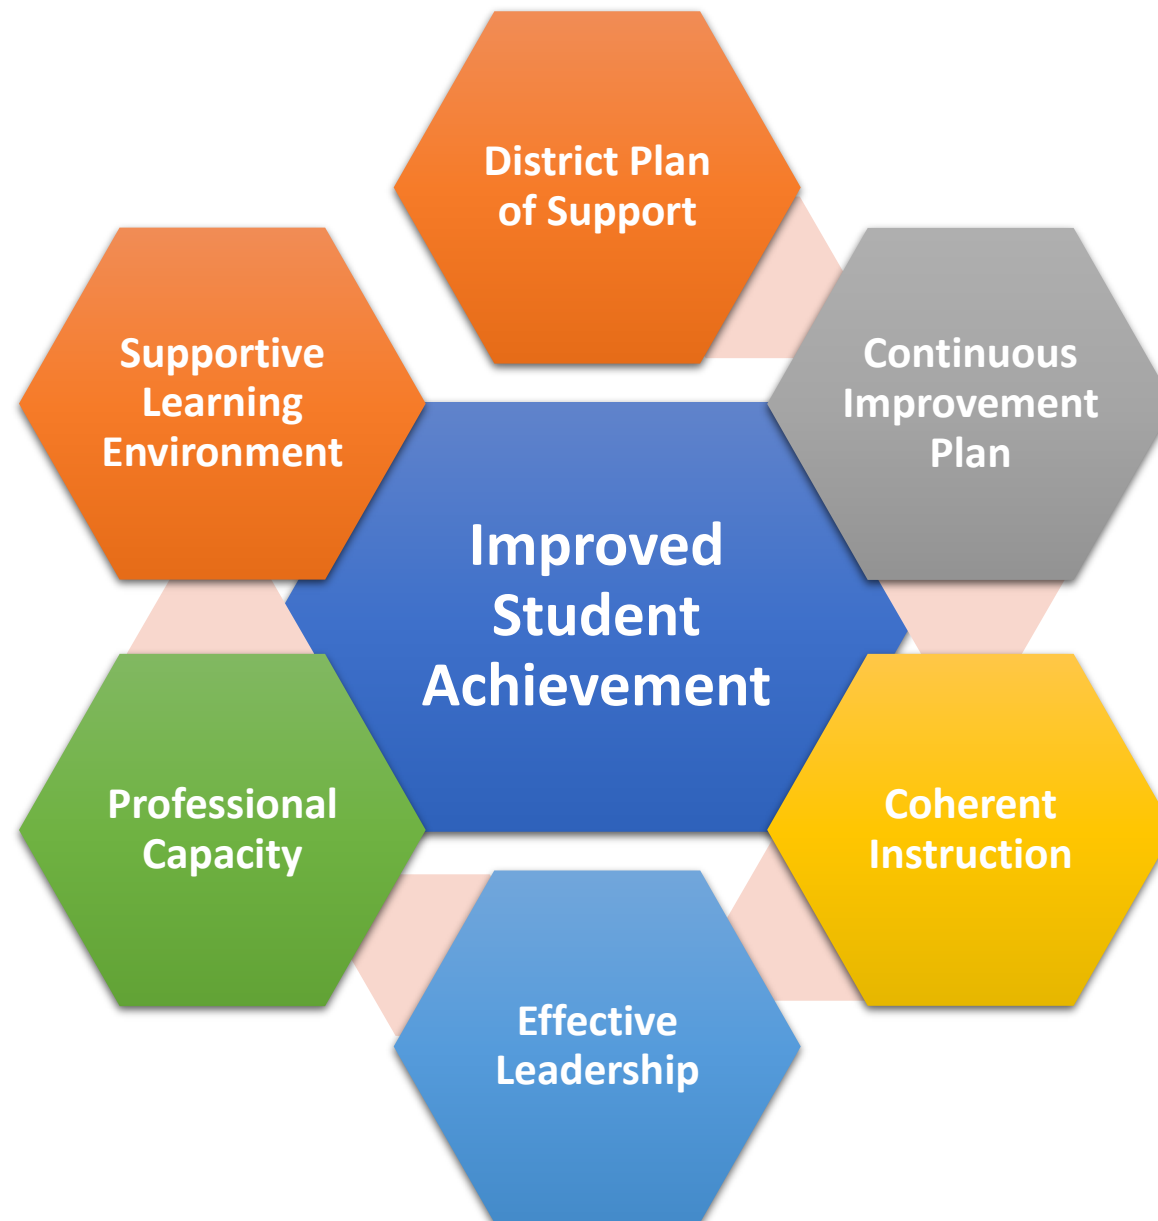 District Plan
of Support
Supportive
Learning
Environment
Continuous
Improvement
Plan
Improved
Student
Achievement
Professional
Capacity
Coherent
Instruction
Effective
Leadership